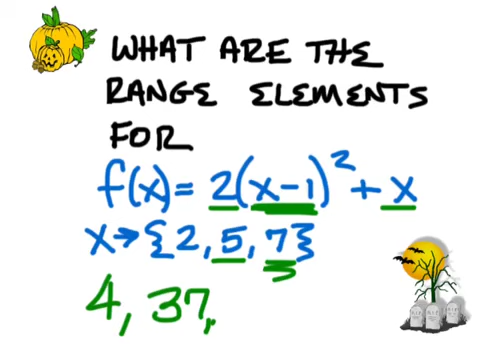 WHAT ARE THE
RANGE ELEMENTS
FOR
f(x) = 2(x-1)² + x
x→{2, 5, 7}
4, 37,